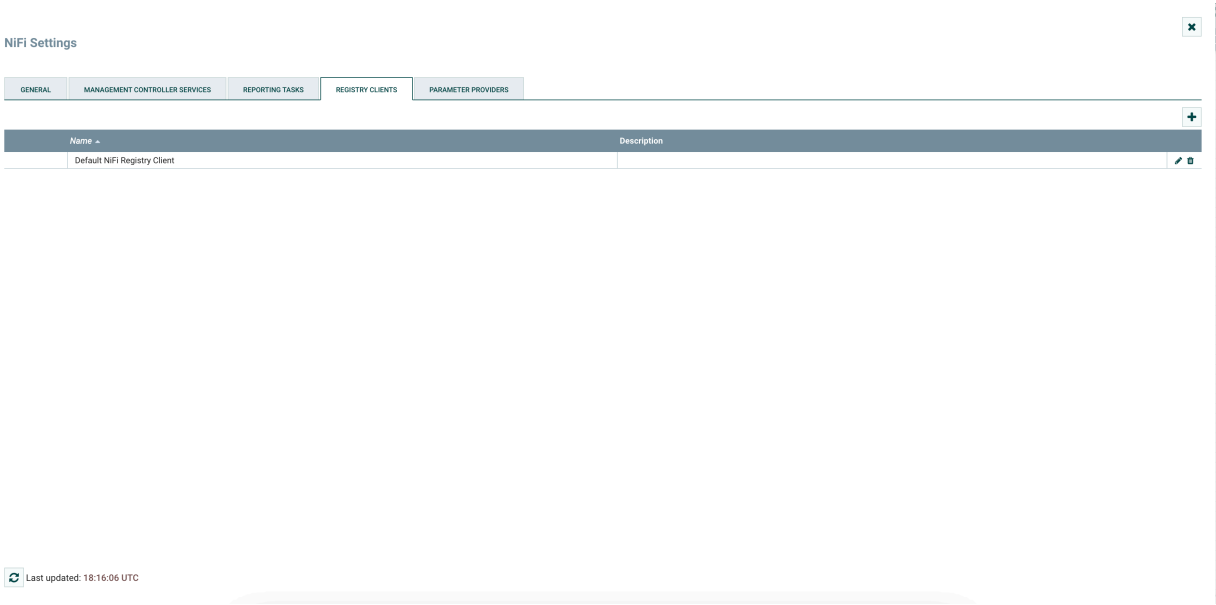 NiFi Settings
GENERAL MANAGEMENT CONTROLLER SERVICES REPORTING TASKS REGISTRY CLIENTS PARAMETER PROVIDERS
Name Description
Default NiFi Registry Client
Last updated: 18:16:06 UTC